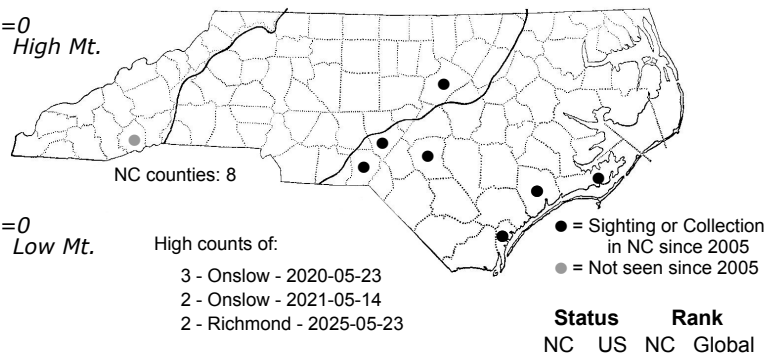 =0
High Mt.
NC counties: 8
=0
Low Mt.
High counts of:
3 - Onslow - 2020-05-23
2 - Onslow - 2021-05-14
2 - Richmond - 2025-05-23
● = Sighting or Collection
in NC since 2005
● = Not seen since 2005
Status Rank
NC US NC Global